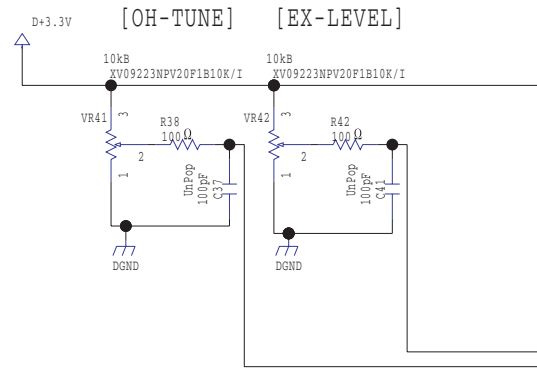 [OH-TUNE] [EX-LEVEL]
D+3.3V
10kB
XV09223NPV20F1B10K/I
10kB
XV09223NPV20F1B10K/I
VR41
3
2
1
R38
100Ω
UnPop
100pF
C37
DGND
VR42
3
2
1
R42
100Ω
UnPop
100pF
C41
DGND